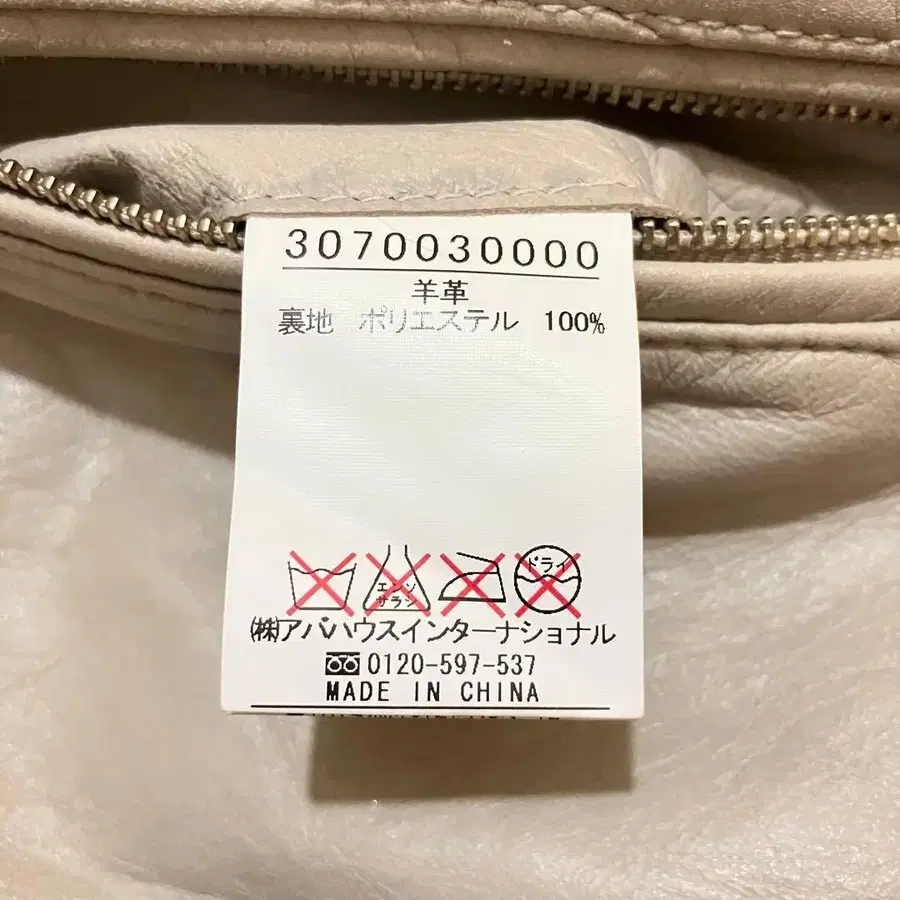 3070030000
羊革
裏地 ポリエステル 100%
エンソ
サラシ
ドライ
㈱アバハウスインターナショナル
0120-597-537
MADE IN CHINA